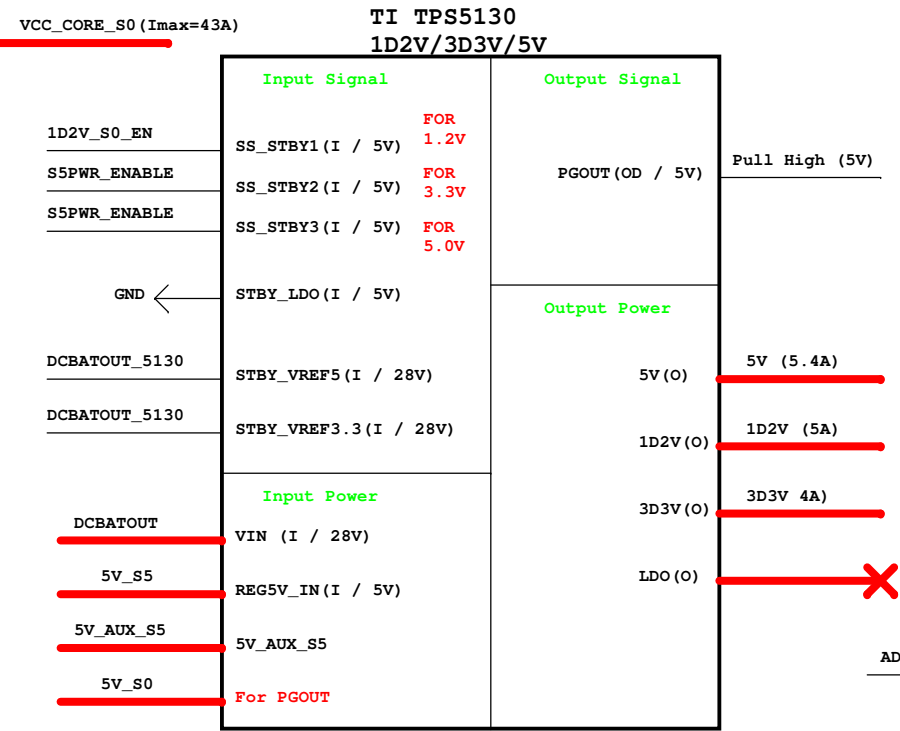 VCC_CORE_S0(Imax=43A)
TI TPS5130
1D2V/3D3V/5V
Input Signal
Output Signal
1D2V_S0_EN
SS_STBY1(I / 5V)
FOR
1.2V
S5PWR_ENABLE
SS_STBY2(I / 5V)
FOR
3.3V
PGOUT(OD / 5V)
Pull High (5V)
S5PWR_ENABLE
SS_STBY3(I / 5V)
FOR
5.0V
GND
STBY_LDO(I / 5V)
Output Power
DCBATOUT_5130
STBY_VREF5(I / 28V)
5V(O)
5V (5.4A)
DCBATOUT_5130
STBY_VREF3.3(I / 28V)
1D2V(O)
1D2V (5A)
Input Power
3D3V(O)
3D3V 4A)
DCBATOUT
VIN (I / 28V)
5V_S5
REG5V_IN(I / 5V)
LDO(O)
5V_AUX_S5
5V_AUX_S5
AD
5V_S0
For PGOUT